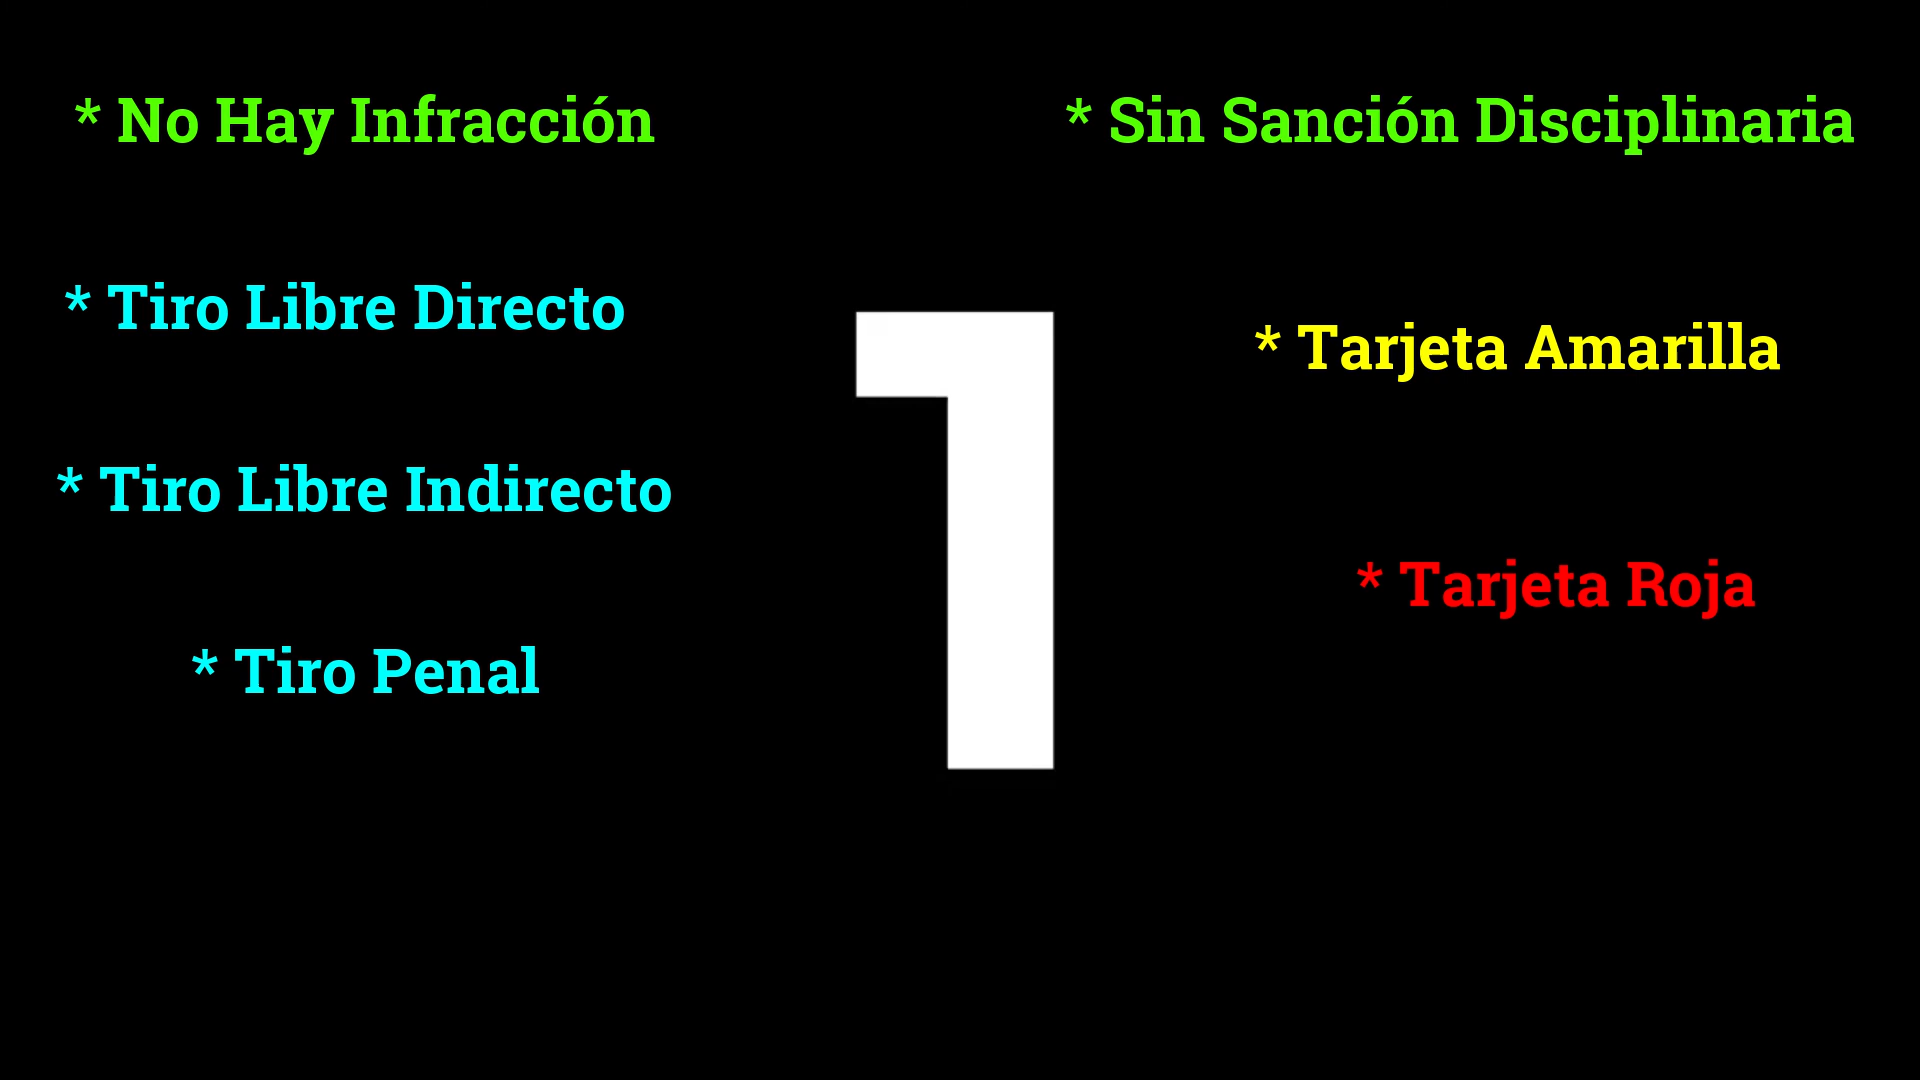 * No Hay Infracción
* Tiro Libre Directo
* Tiro Libre Indirecto
* Tiro Penal
1
* Sin Sanción Disciplinaria
* Tarjeta Amarilla
* Tarjeta Roja